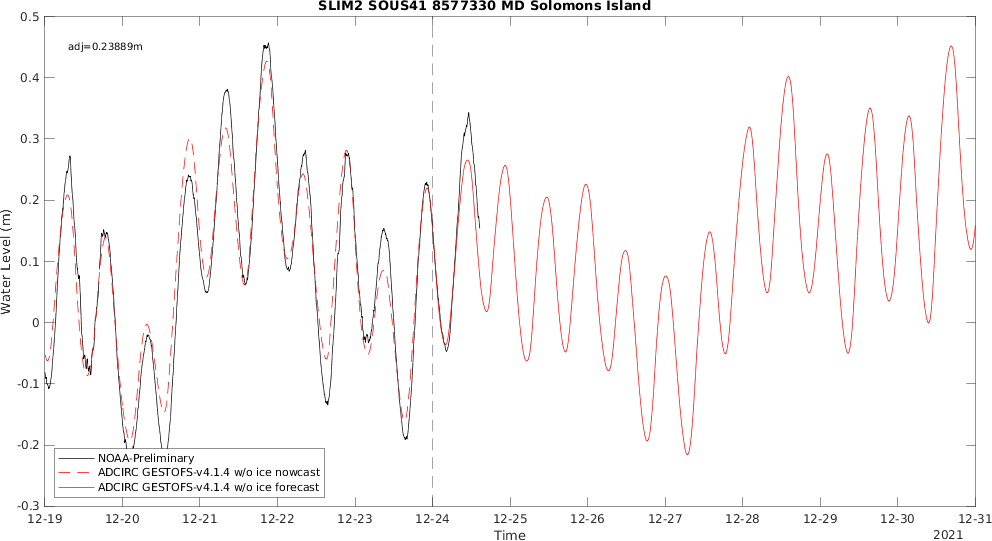 SLIM2 SOUS41 8577330 MD Solomons Island
adj=0.23889m
0.5
0.4
0.3
0.2
0.1
0
-0.1
-0.2
-0.3
Water Level (m)
NOAA-Preliminary
ADCIRC GESTOFS-v4.1.4 w/o ice nowcast
ADCIRC GESTOFS-v4.1.4 w/o ice forecast
12-19 12-20 12-21 12-22 12-23 12-24 12-25 12-26 12-27 12-28 12-29 12-30 12-31
Time
2021